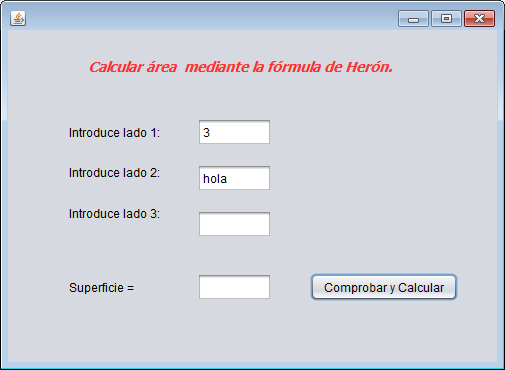 Calcular área  mediante la fórmula de Herón.
Introduce lado 1: 3
Introduce lado 2: hola
Introduce lado 3:
Superficie = Comprobar y Calcular